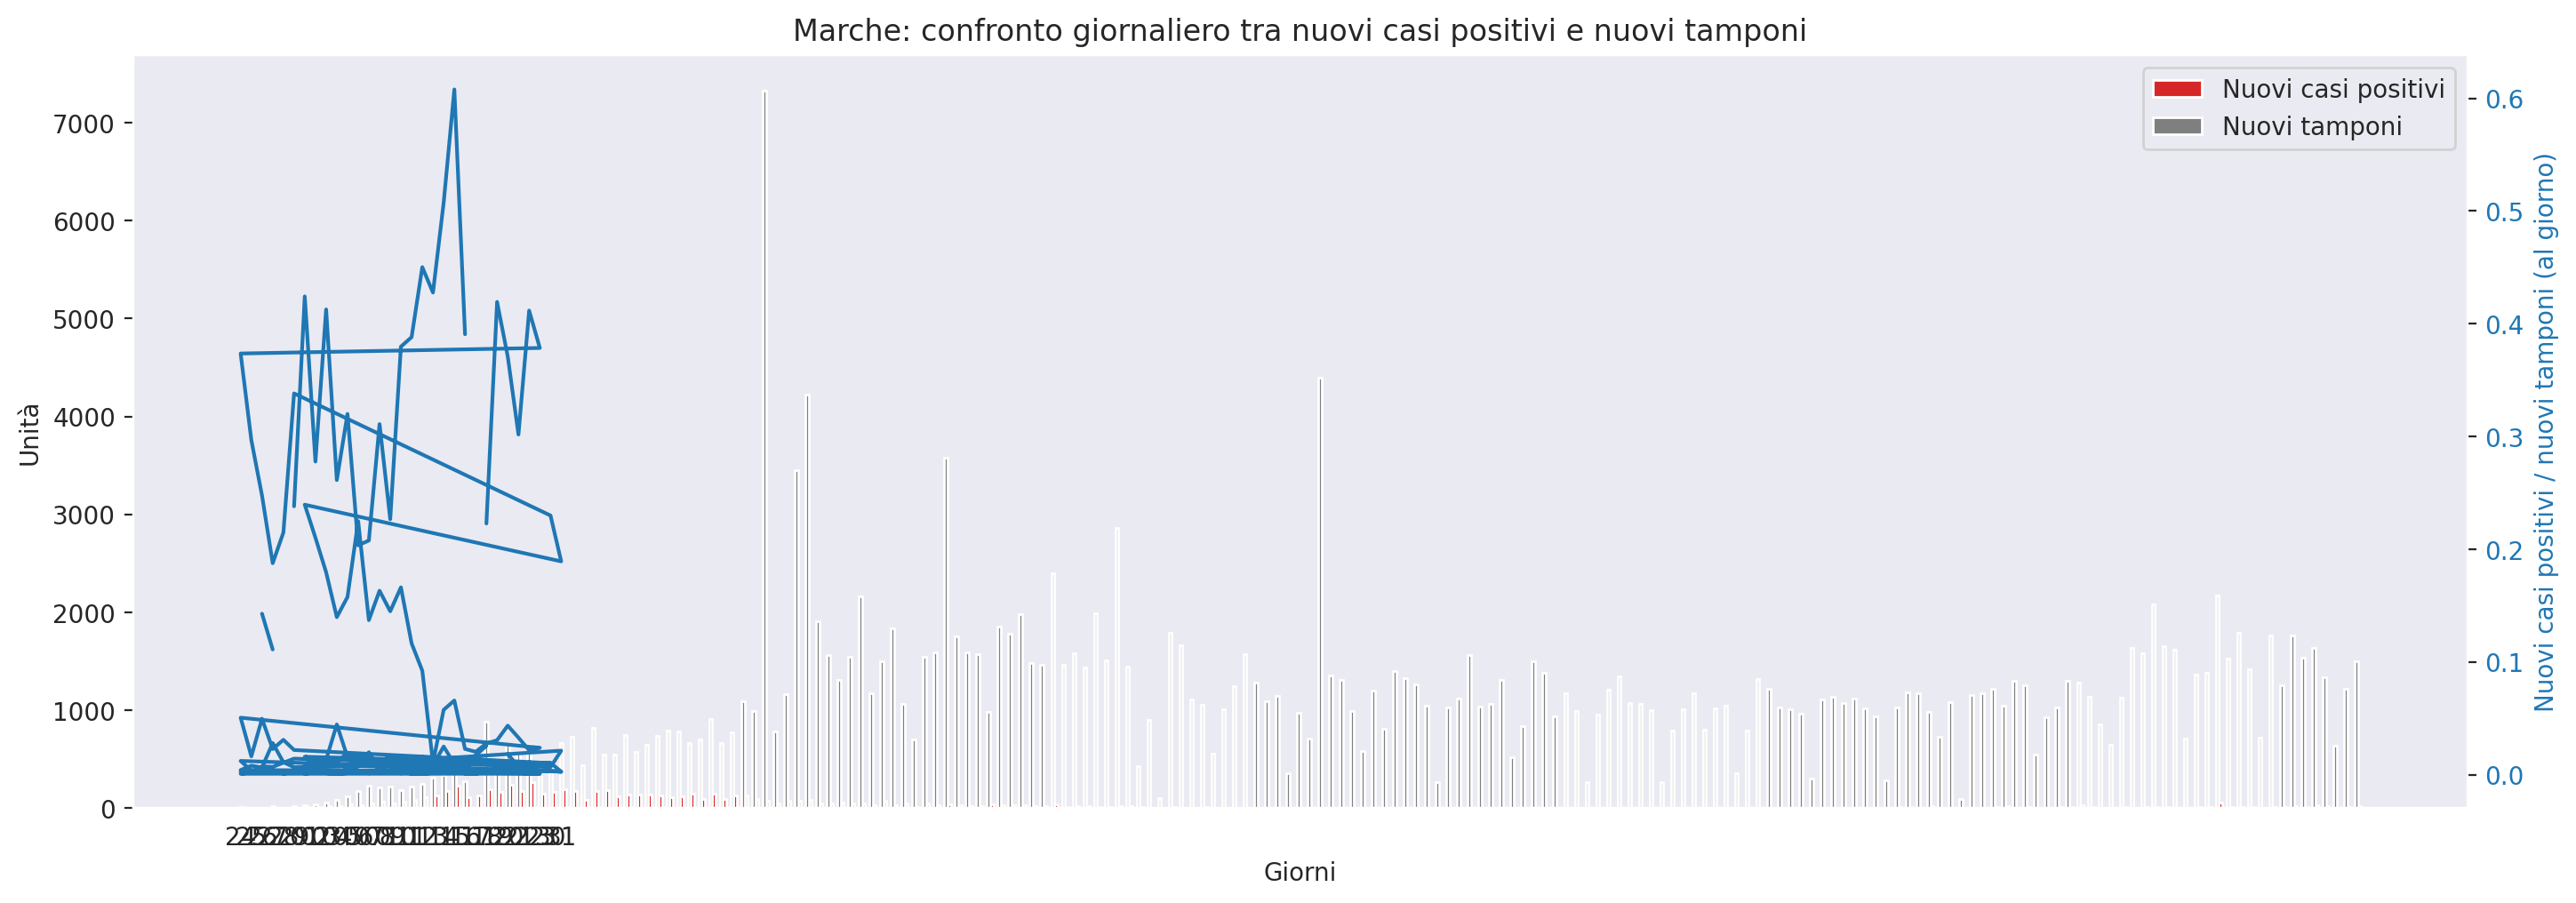 Marche: confronto giornaliero tra nuovi casi positivi e nuovi tamponi
Nuovi casi positivi
Nuovi tamponi
7000
6000
5000
4000
3000
2000
1000
0
Unità
0.6
0.5
0.4
0.3
0.2
0.1
0.0
Nuovi casi positivi / nuovi tamponi (al giorno)
Giorni